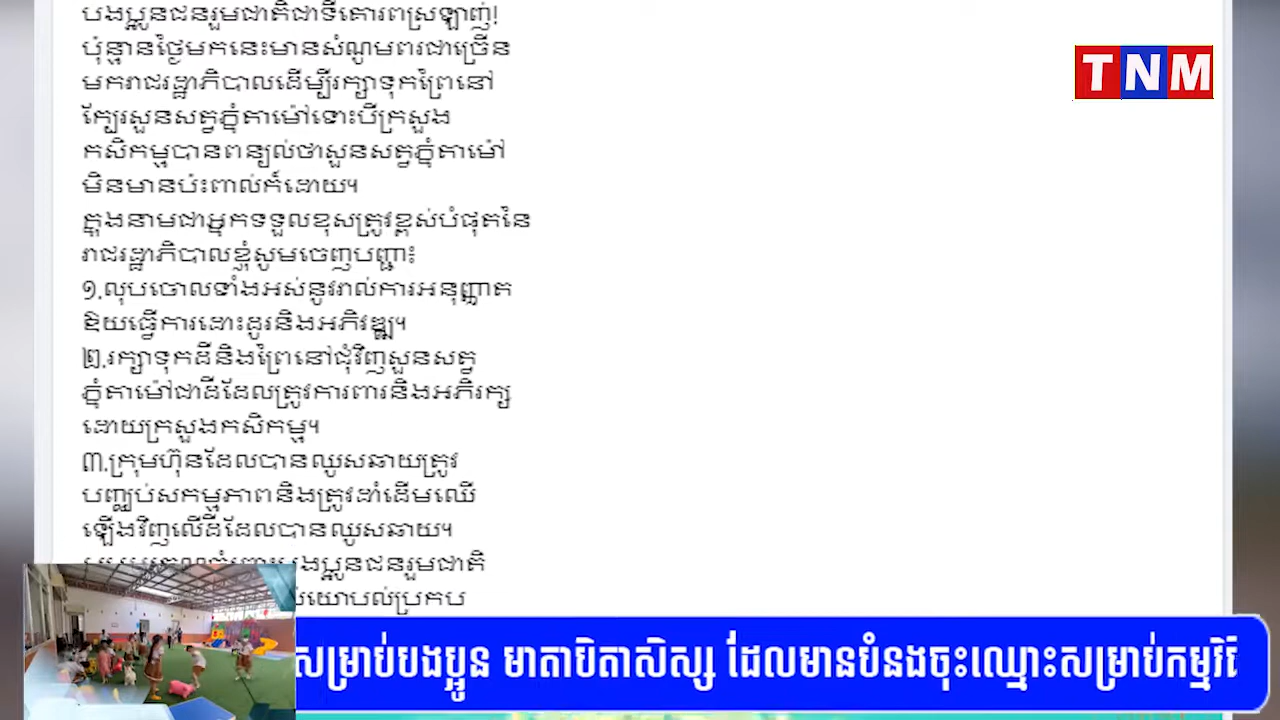 បងប្អូនជនរួមជាតិជាទីគោរពស្រឡាញ់!
ប៉ុន្មានថ្ងៃមកនេះមានសំណូមពរជាច្រើន
មករាជរដ្ឋាភិបាលដើម្បីរក្សាទុកព្រៃនៅ
ក្បែរសួនសត្វភ្នំតាម៉ៅទោះបីក្រសួង
កសិកម្មបានពន្យល់ថាសួនសត្វភ្នំតាម៉ៅ
មិនមានប៉ះពាល់ក៏ដោយ។
ក្នុងនាមជាអ្នកទទួលខុសត្រូវខ្ពស់បំផុតនៃ
រាជរដ្ឋាភិបាលខ្ញុំសូមចេញបញ្ជា៖
១.លុបចោលទាំងអស់នូវរាល់ការអនុញ្ញាត
ឱយធ្វើការដោះដូរនិងអភិវឌ្ឍ។
២.រក្សាទុកដីនិងព្រៃនៅជុំវិញសួនសត្វ
ភ្នំតាម៉ៅជាដីដែលត្រូវការពារនិងអភិរក្ស
ដោយក្រសួងកសិកម្ម។
៣.ក្រុមហ៊ុនដែលបានឈូសឆាយត្រូវ
បញ្ឈប់សកម្មភាពនិងត្រូវដាំដើមឈើ
ឡើងវិញលើដីដែលបានឈូសឆាយ។
បងប្អូនជនរួមជាតិ
យោបល់ប្រកប
TNM
សម្រាប់បងប្អូន មាតាបិតាសិស្ស ដែលមានបំនងចុះឈ្មោះសម្រាប់កម្មវិធី